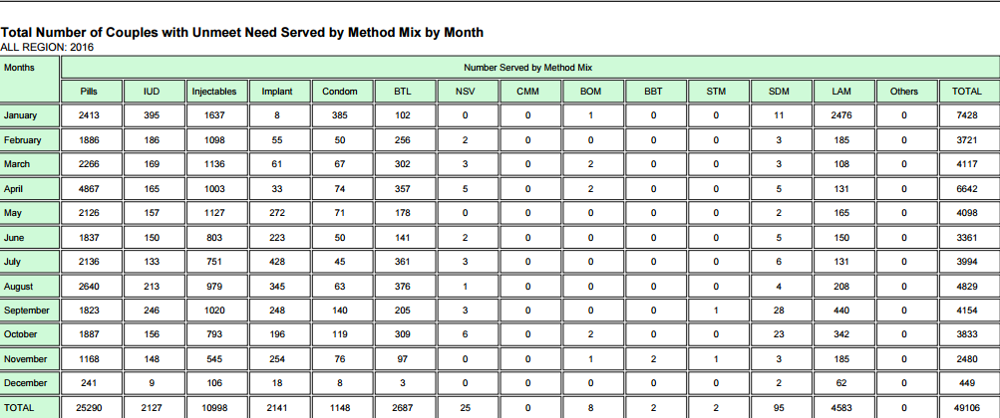 Total Number of Couples with Unmeet Need Served by Method Mix by Month
ALL REGION: 2016
Months Number Served by Method Mix
Pills IUD Injectables Implant Condom BTL NSV CMM BOM BBT STM SDM LAM Others TOTAL
January 2413 395 1637 8 385 102 0 0 1 0 0 11 2476 0 7428
February 1886 186 1098 55 50 256 2 0 0 0 0 3 185 0 3721
March 2266 169 1136 61 67 302 3 0 2 0 0 3 108 0 4117
April 4867 165 1003 33 74 357 5 0 2 0 0 5 131 0 6642
May 2126 157 1127 272 71 178 0 0 0 0 0 2 165 0 4098
June 1837 150 803 223 50 141 2 0 0 0 0 5 150 0 3361
July 2136 133 751 428 45 361 3 0 0 0 0 6 131 0 3994
August 2640 213 979 345 63 376 1 0 0 0 0 4 208 0 4829
September 1823 246 1020 248 140 205 3 0 0 0 1 28 440 0 4154
October 1887 156 793 196 119 309 6 0 2 0 0 23 342 0 3833
November 1168 148 545 254 76 97 0 0 1 2 1 3 185 0 2480
December 241 9 106 18 8 3 0 0 0 0 0 2 62 0 449
TOTAL 25290 2127 10998 2141 1148 2687 25 0 8 2 2 95 4583 0 49106